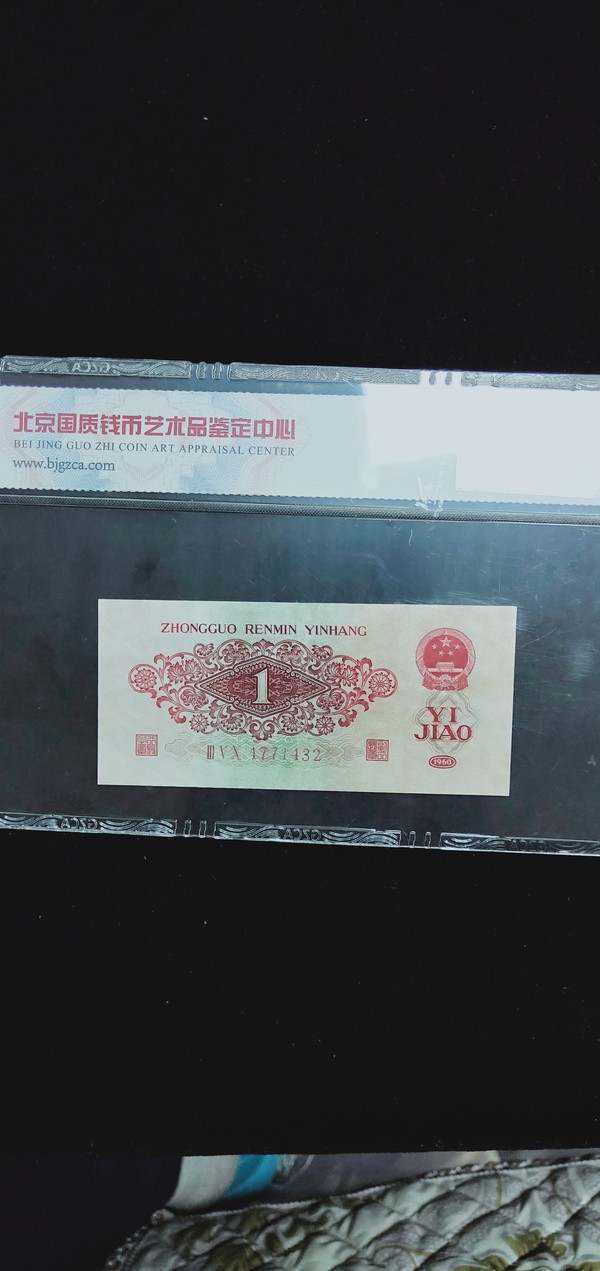 北京国质钱币艺术品鉴定中心
BEI JING GUO ZHI COIN ART APPRAISAL CENTER
www.bjgzca.com
ZHONGGUO RENMIN YINHANG
1
YI
JIAO
ⅢⅤⅩ 1771432
1960